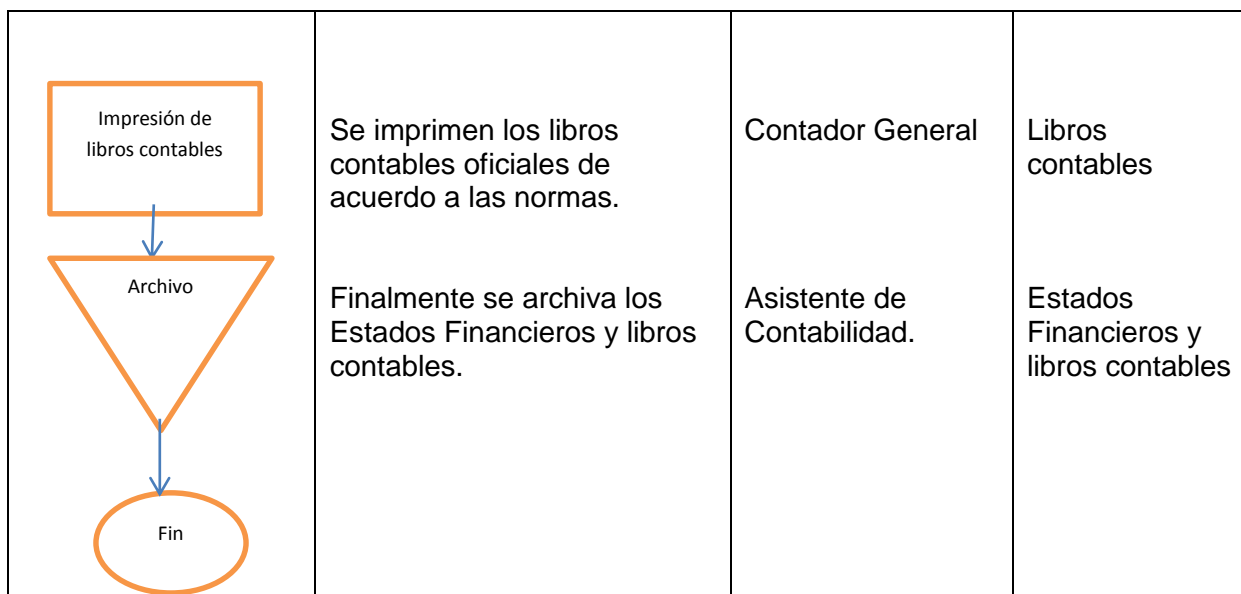 Impresión de
libros contables
Se imprimen los libros
contables oficiales de
acuerdo a las normas.
Contador General
Libros
contables
Archivo
Finalmente se archiva los
Estados Financieros y libros
contables.
Asistente de
Contabilidad.
Estados
Financieros y
libros contables
Fin